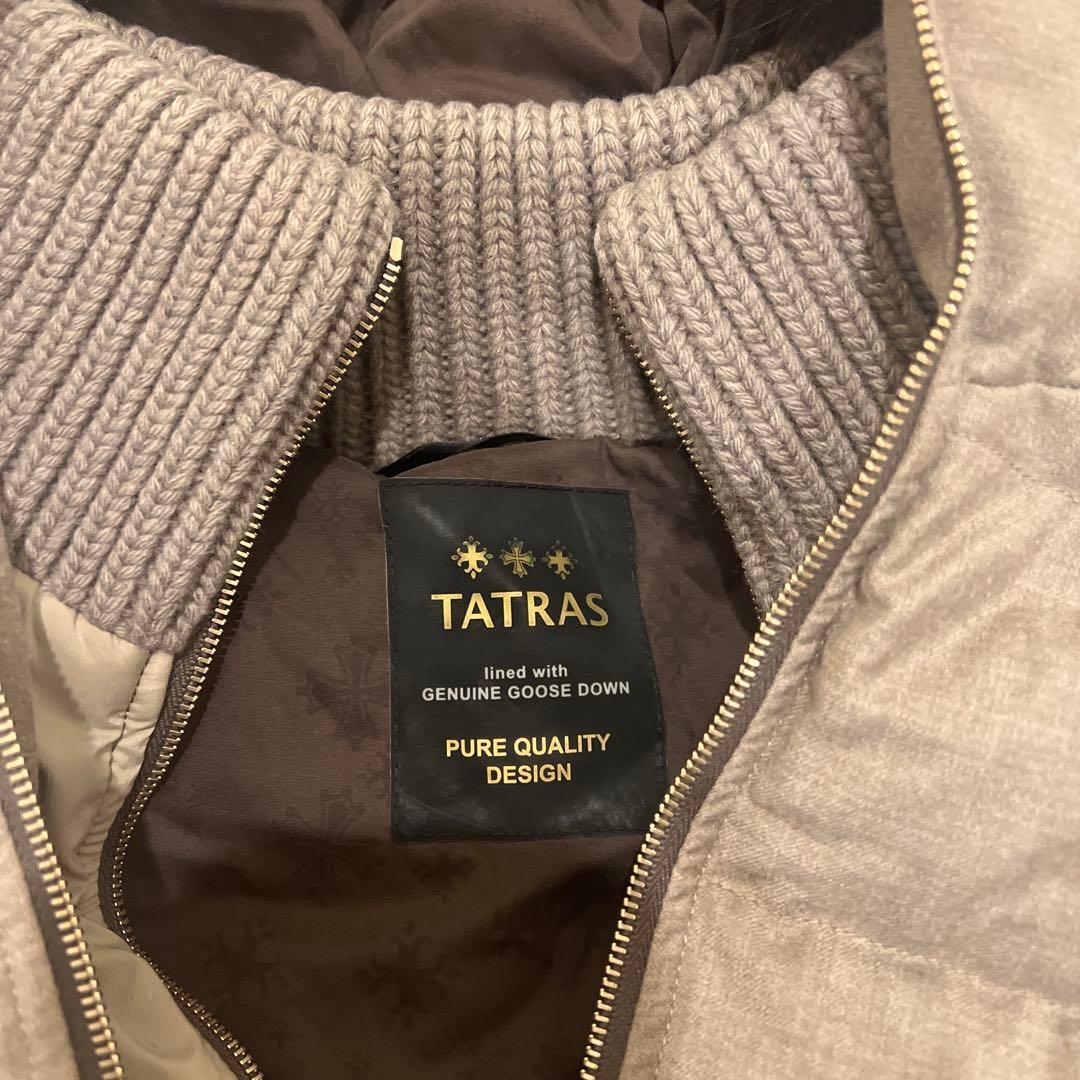 TATRAS
lined with
GENUINE GOOSE DOWN
PURE QUALITY
DESIGN